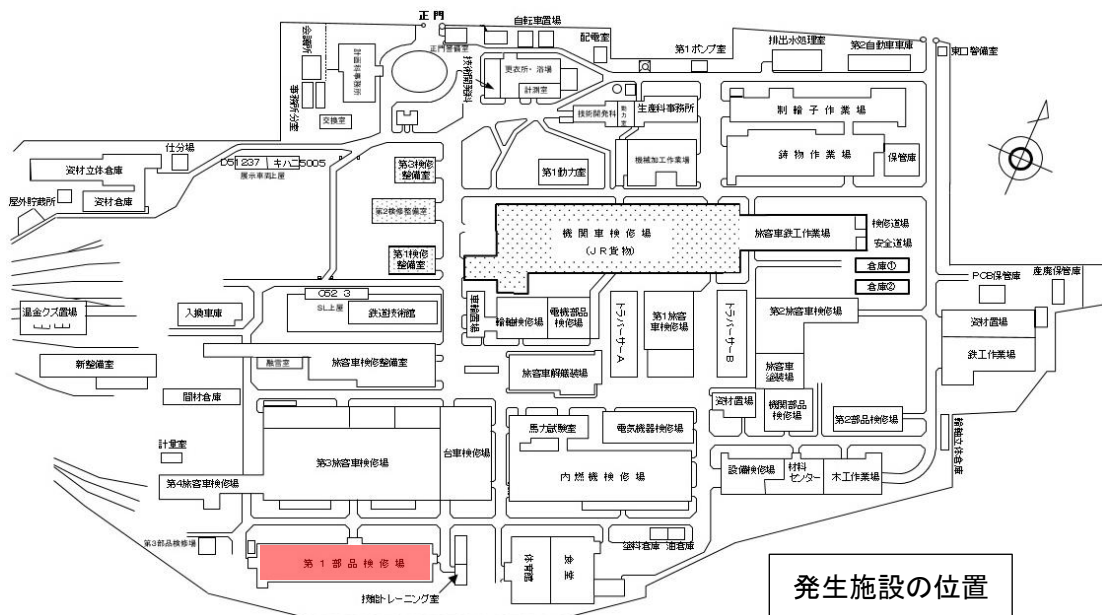 正門
自転車置場
正門警備室
配電室
第1ポンプ室
排出水処理室
第2自動車車庫
東口警備室
会議所
計画科事務所
事務所分室
交換室
技術開発科
更衣所・浴場
計測室
技術開発科
動力室
生産科事務所
制輪子作業場
仕分場
D51237
キハ25005
展示車両上屋
資材立体倉庫
資材倉庫
屋外貯蔵所
第3検修
整備室
第1動力室
機械加工作業場
鋳物作業場
保管庫
第2検修整備室
第1検修
整備室
機関車検修場
(JR貨物)
旅客車鉄工作業場
検修道場
安全道場
倉庫①
倉庫②
PCB保管庫
産廃保管庫
湿金クズ置場
入換車庫
C52 3
SL上屋
鉄道技術館
車輪置場
輪軸検修場
電機部品
検修場
トラバーサーA
第1旅客
車検修場
トラバーサーB
第2旅客車検修場
資材置場
鉄工作業場
新整備室
融雪室
旅客車検修整備室
旅客車解艤装場
旅客車
塗装場
間材倉庫
資材置場
機関部品
検修場
第2部品検修場
計量室
第3旅客車検修場
台車検修場
馬力試験室
電気機器検修場
輪軸立体倉庫
第4旅客車検修場
内燃機検修場
設備検修場
材料
センター
木工作業場
第3部品検修場
第1部品検修場
技能トレーニング室
体育館
食堂
塗料倉庫
油倉庫
発生施設の位置